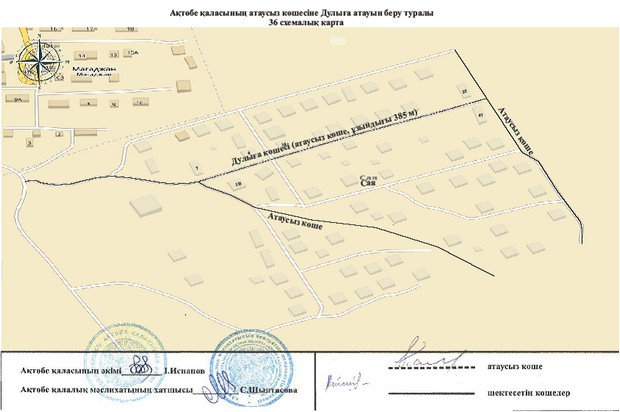 Ақтөбе қаласының атаусыз көшесіне Дулыға атауын беру туралы
36 схемалық карта
Магаджан
Мағаджан
Дулыға көшесі (атаусыз көше, ұзындығы 385 м)
Атаусыз көше
Сая
Атаусыз көше
Ақтөбе қаласының әкімі І.Испанов
Ақтөбе қалалық мәслихатының хатшысы С.Шынтасова
атаусыз көше
шектесетін көшелер